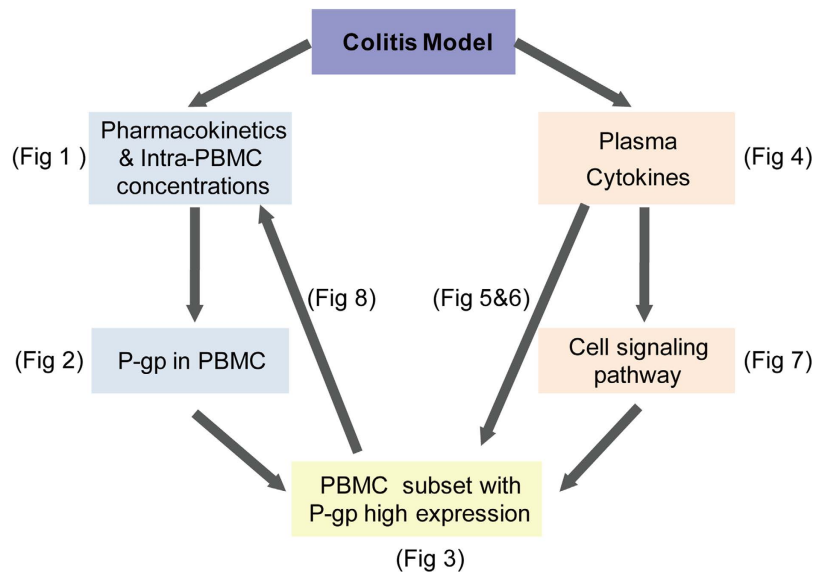 Colitis Model
(Fig 1 )
Pharmacokinetics
& Intra-PBMC
concentrations
Plasma
Cytokines
(Fig 4)
(Fig 8)
(Fig 5&6)
(Fig 2)
P-gp in PBMC
Cell signaling
pathway
(Fig 7)
PBMC subset with
P-gp high expression
(Fig 3)